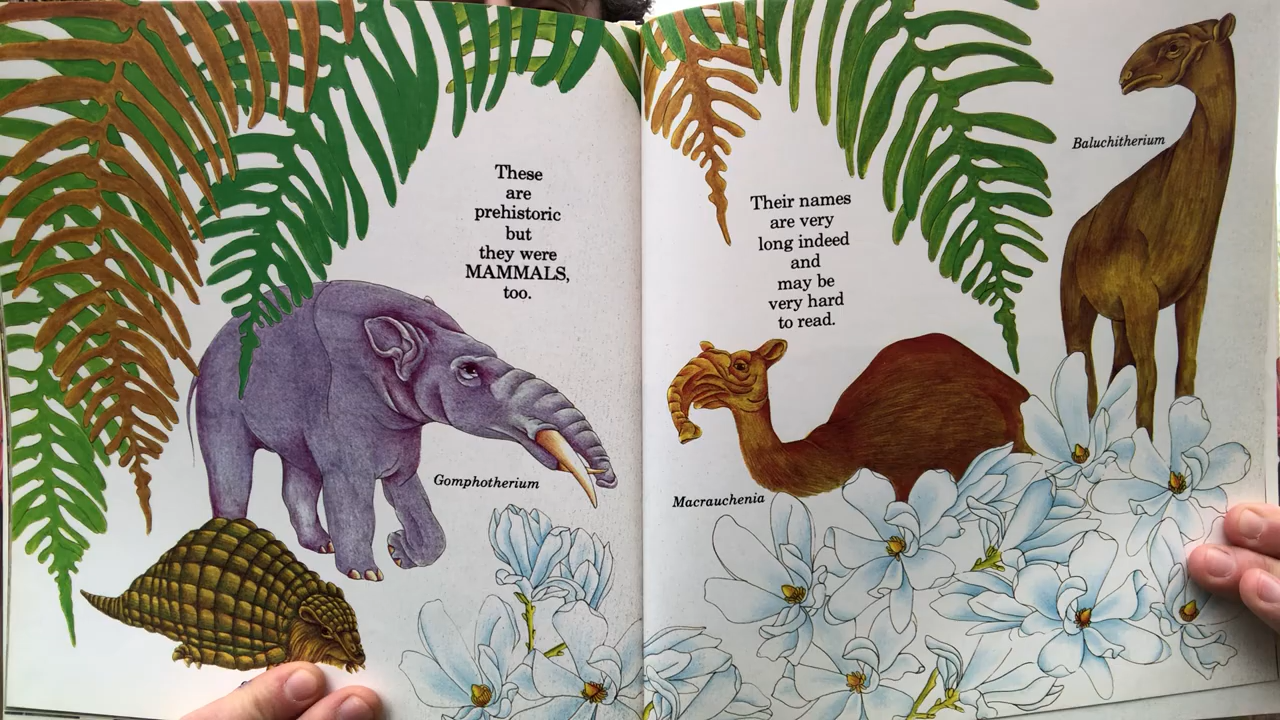 These
are
prehistoric
but
they were
MAMMALS,
too.
Gomphotherium
Their names
are very
long indeed
and
may be
very hard
to read.
Baluchitherium
Macrauchenia